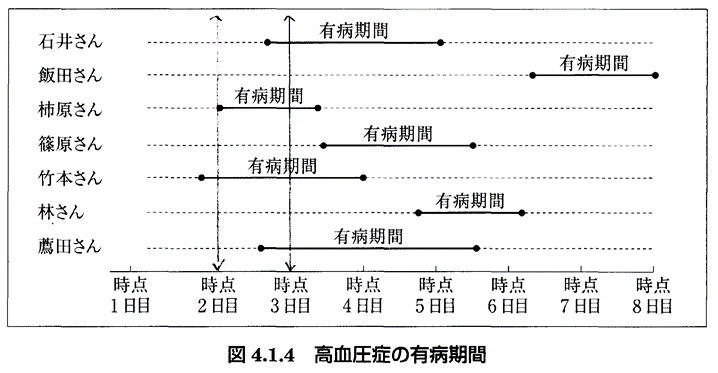 石井さん
有病期間
飯田さん
有病期間
柿原さん
有病期間
篠原さん
有病期間
竹本さん
有病期間
林さん
有病期間
薦田さん
有病期間
時点 時点 時点 時点 時点 時点 時点 時点
1日目 2日目 3日目 4日目 5日目 6日目 7日目 8日目
図 4.1.4 高血圧症の有病期間